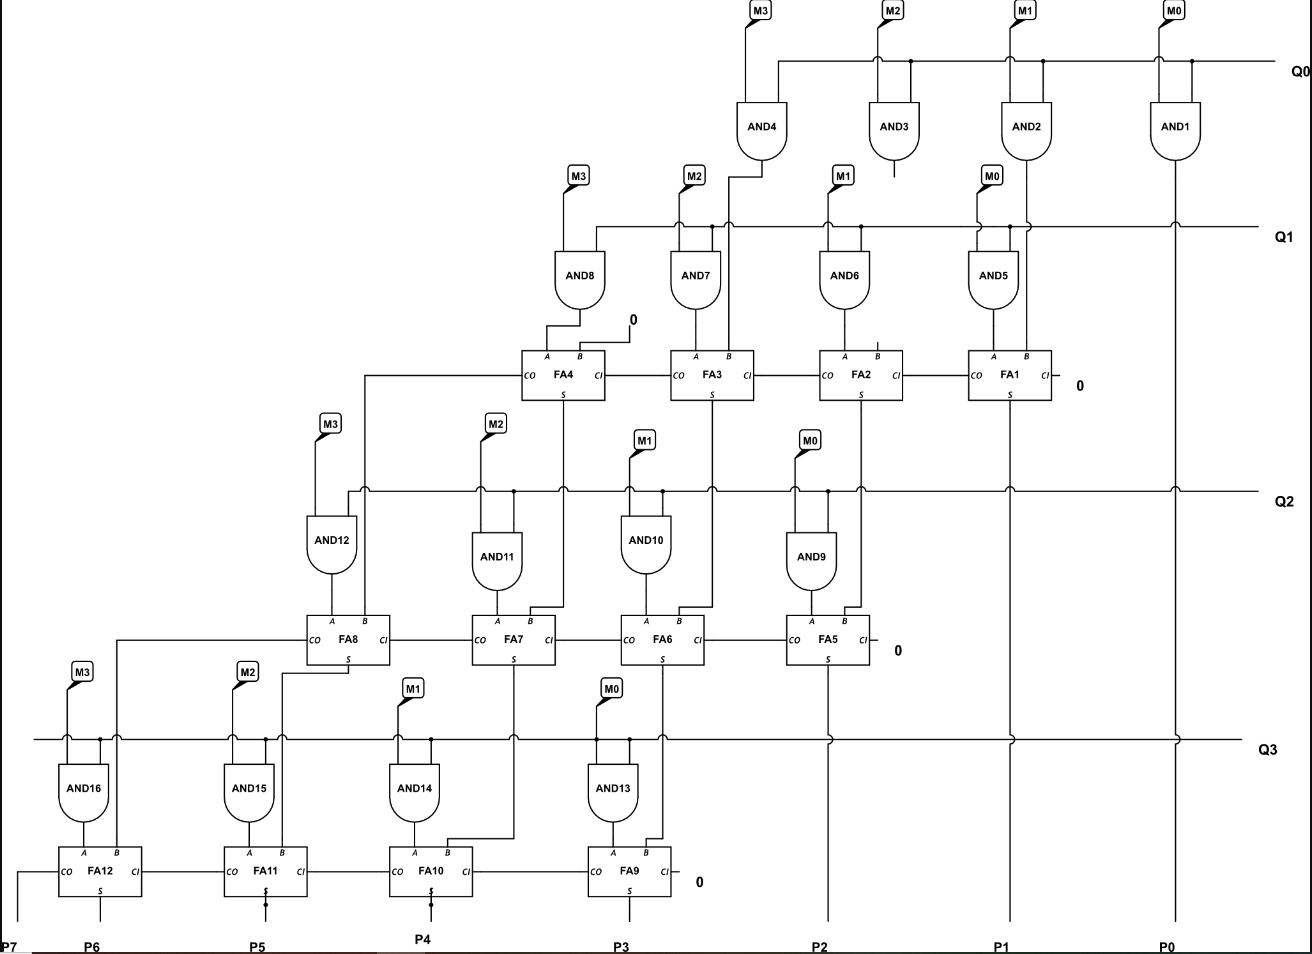 M3 M2 M1 M0
Q0
AND4 AND3 AND2 AND1
M3 M2 M1 M0
Q1
AND8 AND7 AND6 AND5
0
A B A B A B A B
CO FA4 CI CO FA3 CI CO FA2 CI CO FA1 CI 0
S S S S
M3 M2 M1 M0
Q2
AND12 AND11 AND10 AND9
A B A B A B A B
CO FA8 CI CO FA7 CI CO FA6 CI CO FA5 CI 0
S S S S
M3 M2 M1 M0
Q3
AND16 AND15 AND14 AND13
A B A B A B A B
CO FA12 CI CO FA11 CI CO FA10 CI CO FA9 CI 0
S S S S
P7 P6 P5 P4 P3 P2 P1 P0